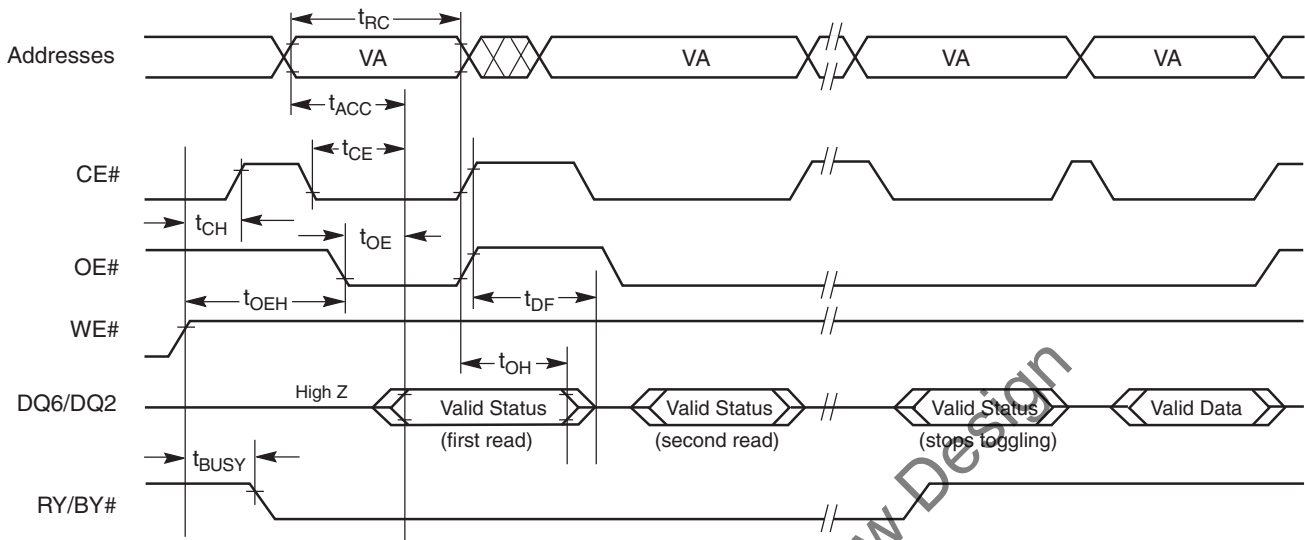 tRC
Addresses VA VA VA VA
tACC
tCE
CE#
tCH tOE
OE#
tOEH tDF
WE#
tOH
High Z
DQ6/DQ2 Valid Status Valid Status Valid Status Valid Data
(first read) (second read) (stops toggling)
tBUSY
RY/BY#
w Design